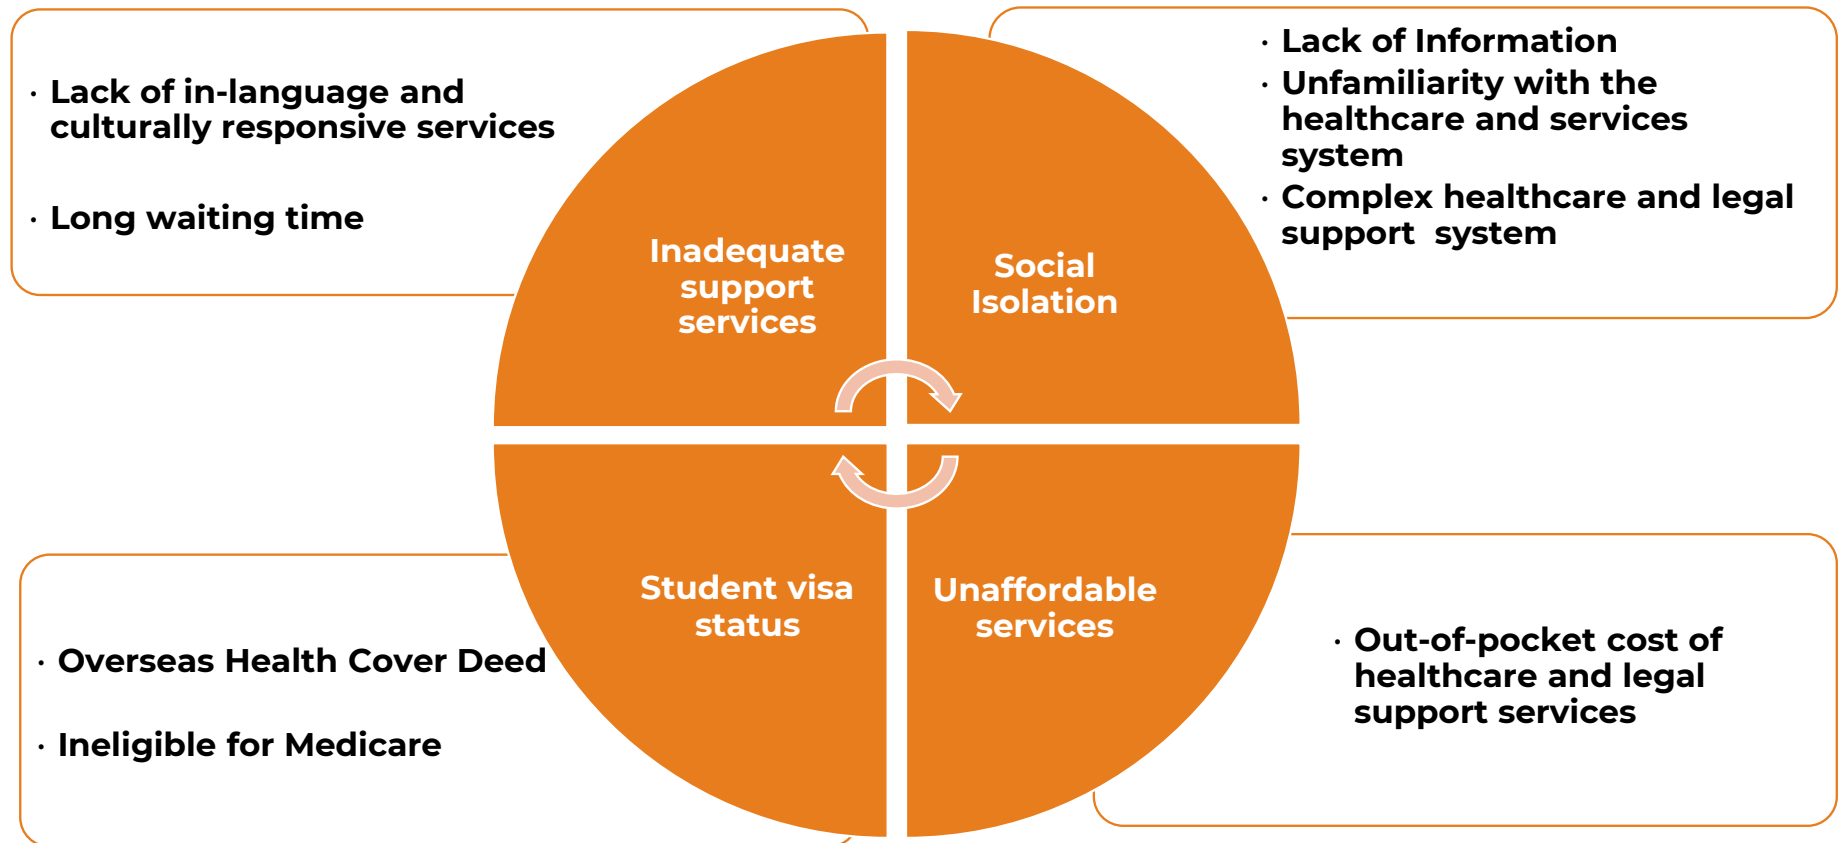 · Lack of in-language and
culturally responsive services
· Long waiting time
Inadequate
support
services
· Lack of Information
· Unfamiliarity with the
healthcare and services
system
· Complex healthcare and legal
support system
Social
Isolation
· Overseas Health Cover Deed
· Ineligible for Medicare
Student visa
status
Unaffordable
services
· Out-of-pocket cost of
healthcare and legal
support services